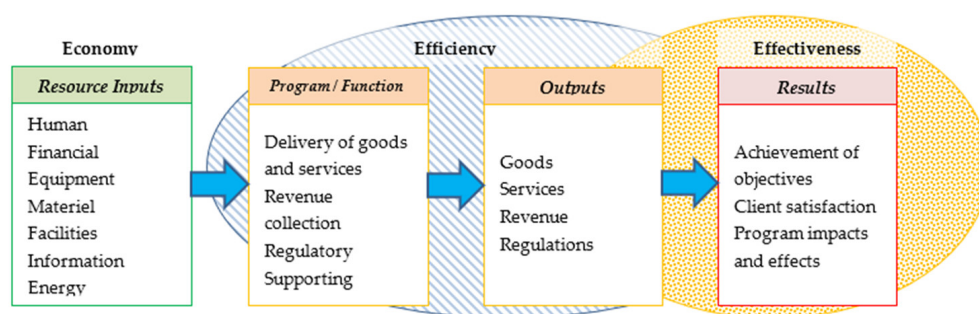 Economy
Efficiency
Effectiveness
Resource Inputs
Human
Financial
Equipment
Materiel
Facilities
Information
Energy
Program / Function
Delivery of goods
and services
Revenue
collection
Regulatory
Supporting
Outputs
Goods
Services
Revenue
Regulations
Results
Achievement of
objectives
Client satisfaction
Program impacts
and effects